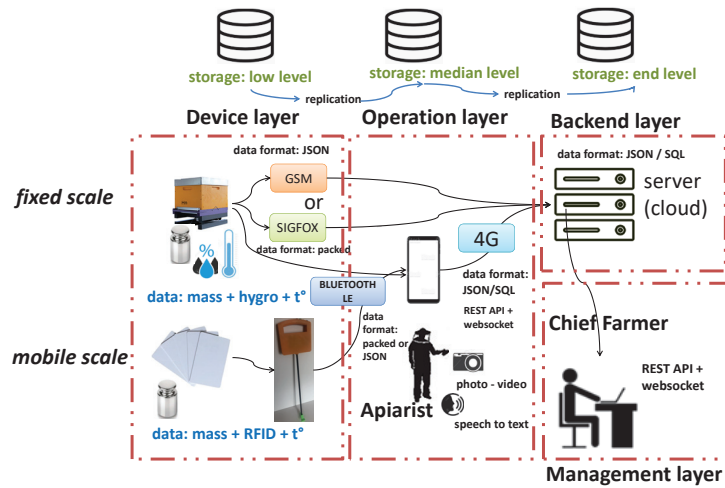 storage: low level
storage: median level
storage: end level
replication
replication
Device layer
Operation layer
Backend layer
data format: JSON
data format: JSON / SQL
GSM
fixed scale
or
server
(cloud)
SIGFOX
data format: packed
4G
%
data format:
JSON/SQL
data: mass + hygro + t°
BLUETOOTH
LE
REST API +
websocket
data
format:
packed or
JSON
Chief Farmer
mobile scale
REST API +
websocket
photo - video
Apiarist
speech to text
data: mass + RFID + t°
Management layer